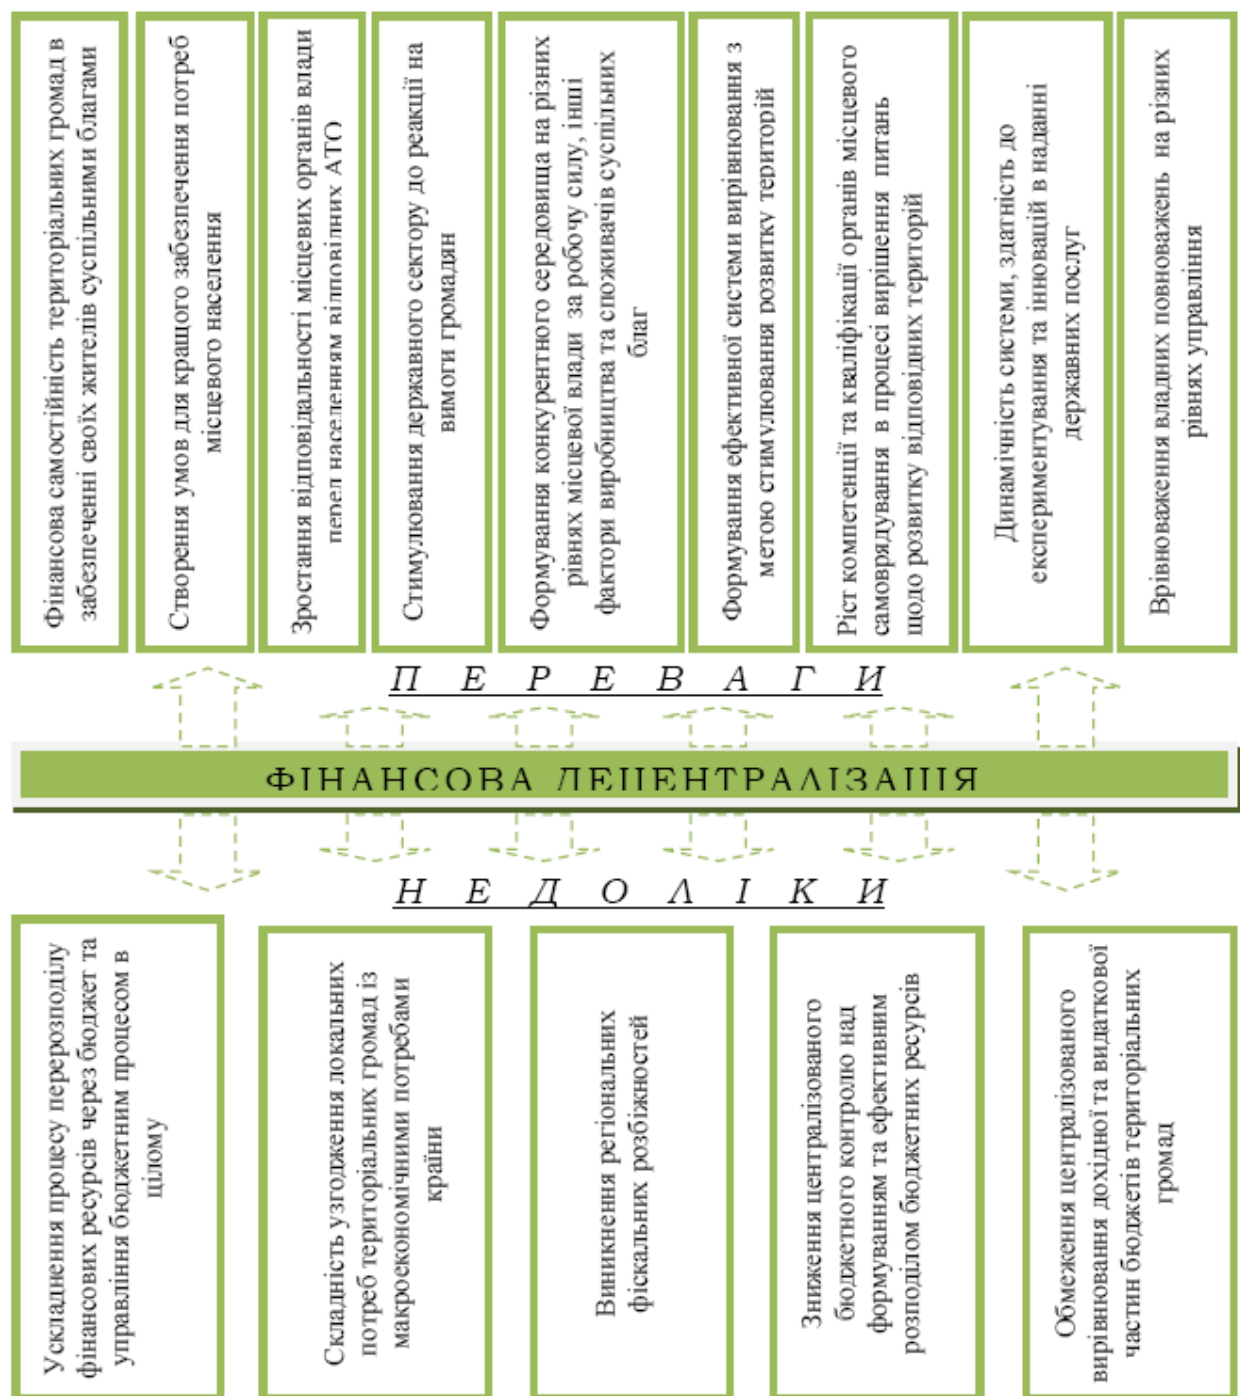 Фінансова самостійність територіальних громад в
забезпеченні своїх жителів суспільними благами
Створення умов для кращого забезпечення потреб
місцевого населення
Зростання відповідальності місцевих органів влади
перед населенням відповідних АТО
Стимулювання державного сектору до реакції на
вимоги громадян
Формування конкурентного середовища на різних
рівнях місцевої влади за робочу силу, інші
фактори виробництва та споживачів суспільних
благ
Формування ефективної системи вирівнювання з
метою стимулювання розвитку територій
Ріст компетенції та кваліфікації органів місцевого
самоврядування в процесі вирішення питань
щодо розвитку відповідних територій
Динамічність системи, здатність до
експериментування та інновацій в наданні
державних послуг
Врівноваження владних повноважень на різних
рівнях управління
П Е Р Е В А Г И
ФІНАНСОВА ДЕЦЕНТРАЛІЗАЦІЯ
Н Е Д О Л І К И
Ускладнення процесу перерозподілу
фінансових ресурсів через бюджет та
управління бюджетним процесом в
цілому
Складність узгодження локальних
потреб територіальних громад із
макроекономічними потребами
країни
Виникнення регіональних
фіскальних розбіжностей
Зниження централізованого
бюджетного контролю над
формуванням та ефективним
розподілом бюджетних ресурсів
Обмеження централізованого
вирівнювання дохідної та видаткової
частин бюджетів територіальних
громад